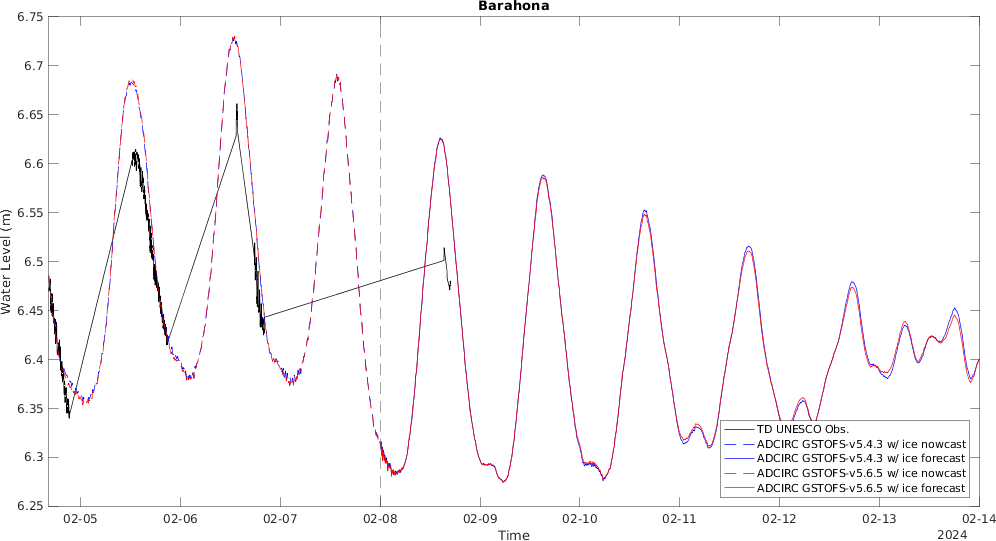 Barahona
6.75
6.7
6.65
6.6
6.55
6.5
6.45
6.4
6.35
6.3
6.25
Water Level (m)
TD UNESCO Obs.
ADCIRC GSTOFS-v5.4.3 w/ ice nowcast
ADCIRC GSTOFS-v5.4.3 w/ ice forecast
ADCIRC GSTOFS-v5.6.5 w/ ice nowcast
ADCIRC GSTOFS-v5.6.5 w/ ice forecast
02-05 02-06 02-07 02-08 02-09 02-10 02-11 02-12 02-13 02-14
Time
2024